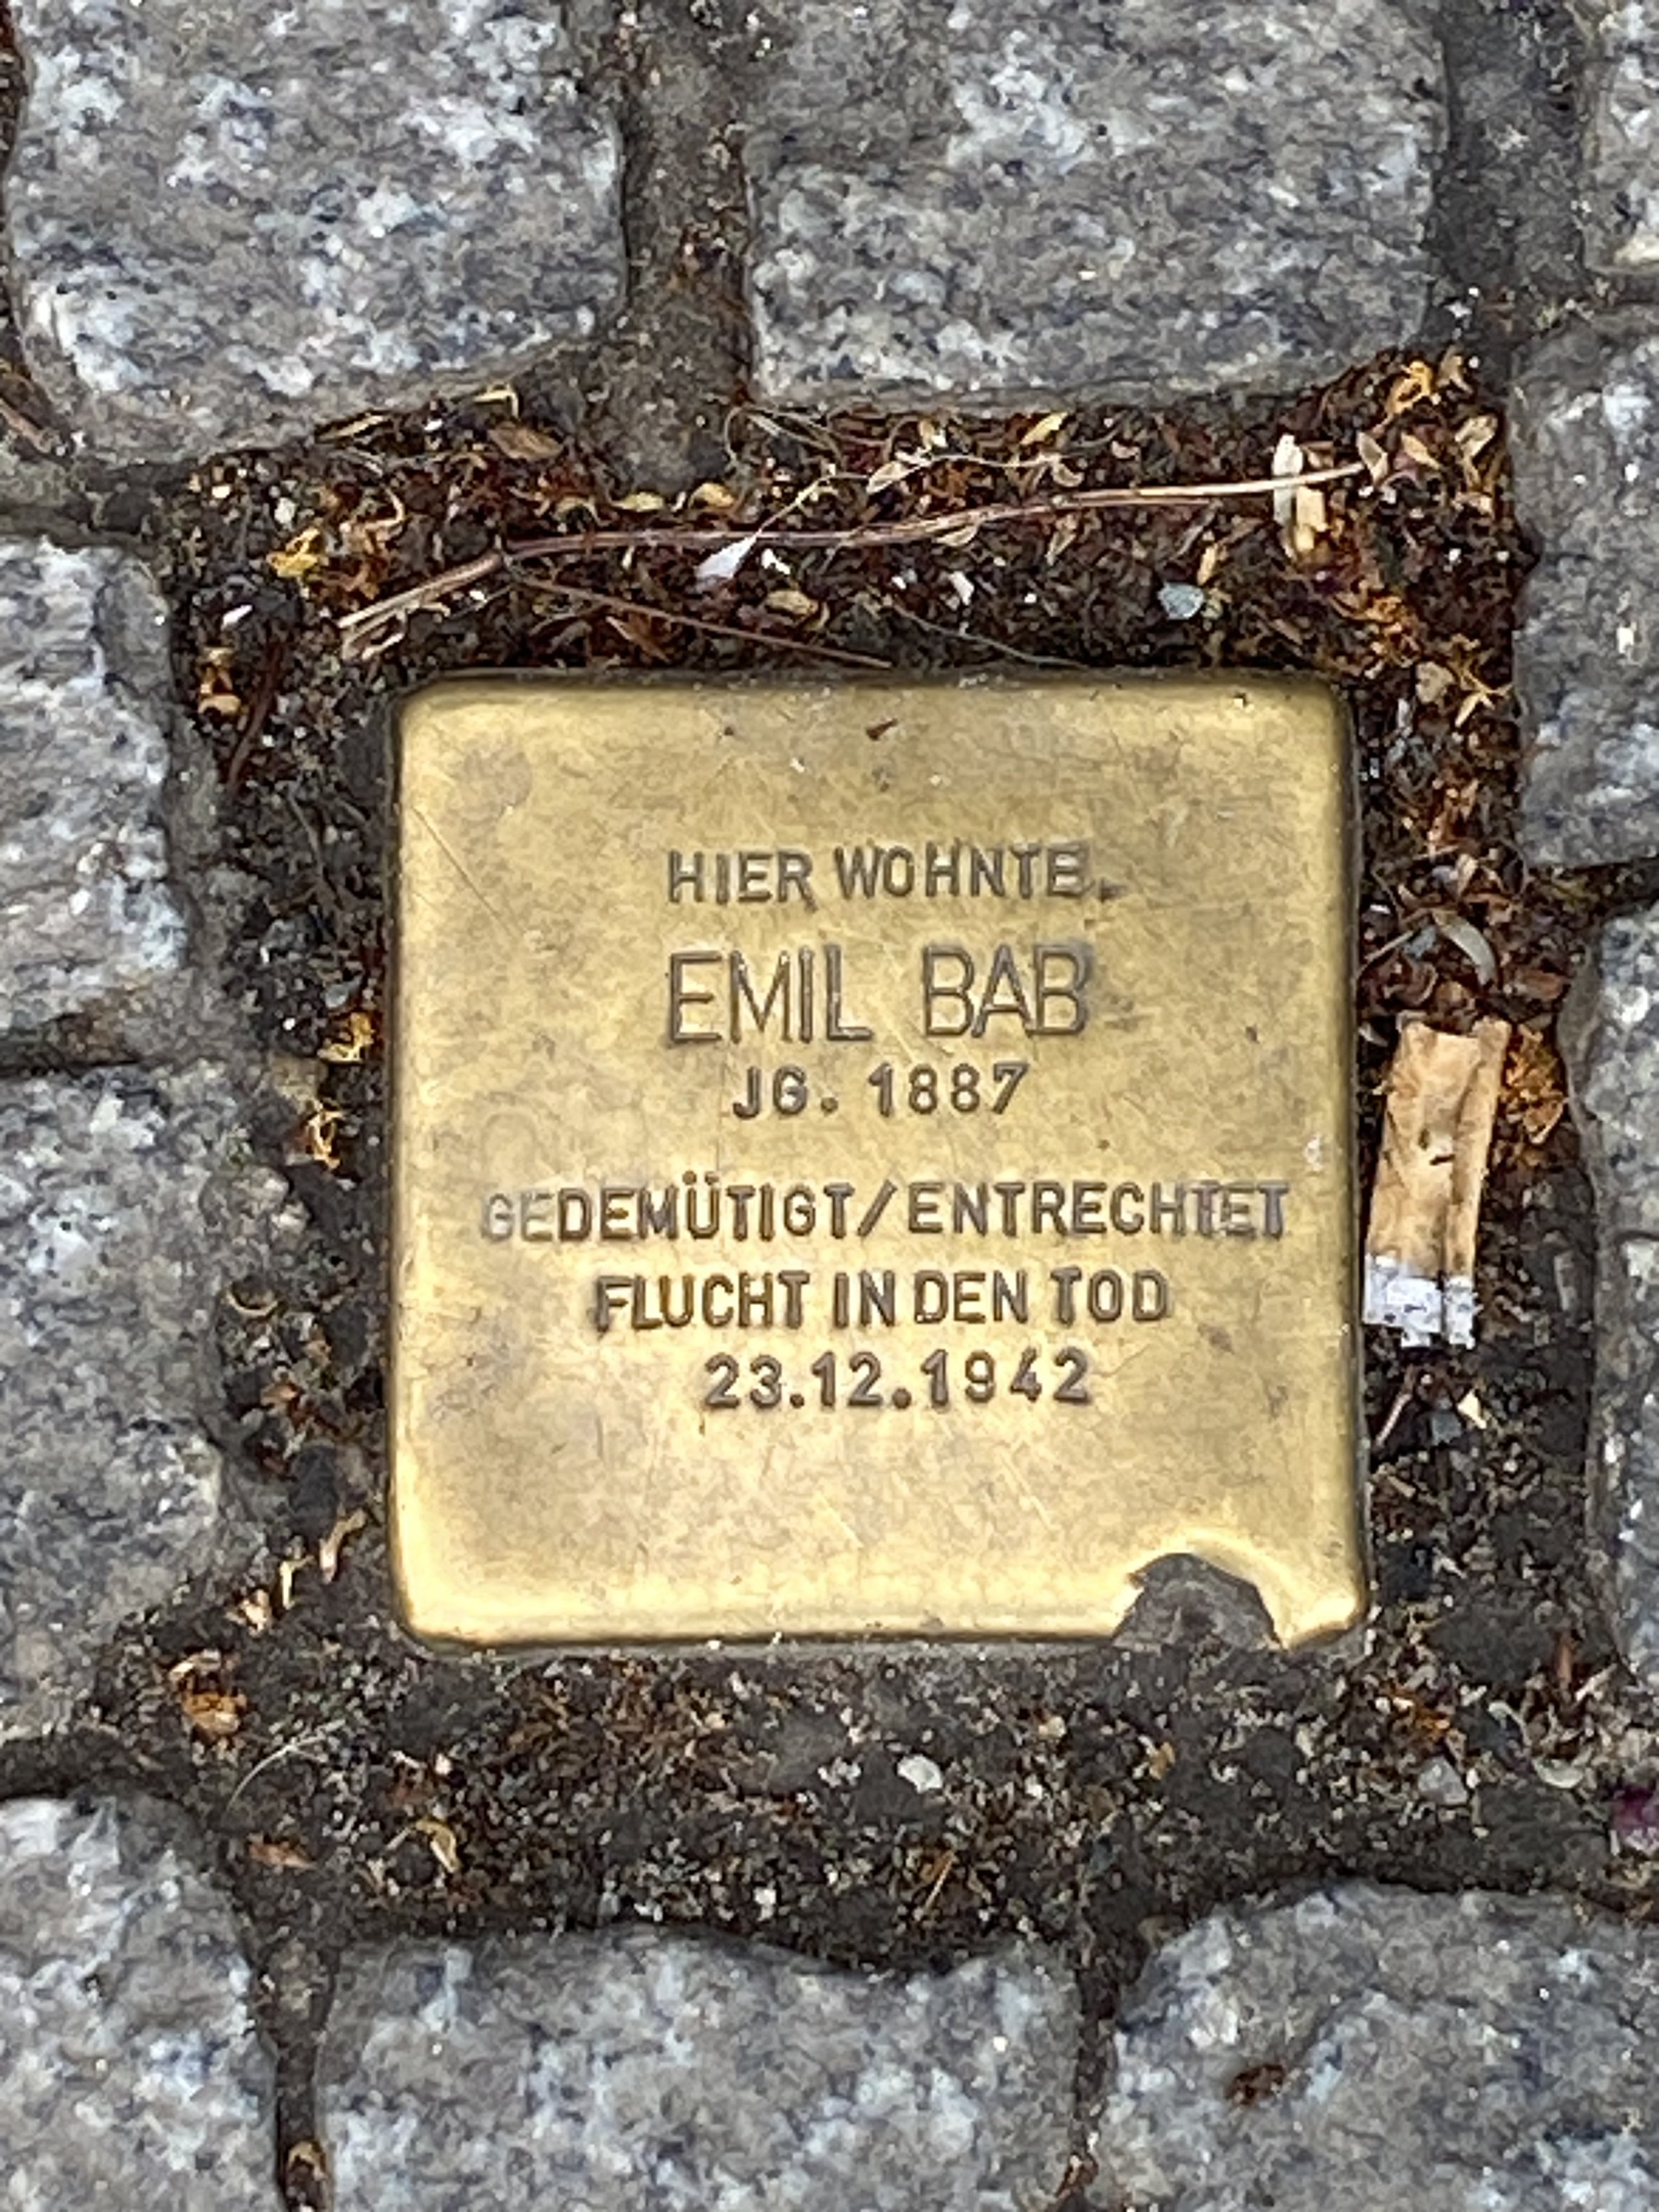 HIER WOHNTE
EMIL BAB
JG. 1887
GEDEMÜTIGT/ENTRECHTET
FLUCHT IN DEN TOD
23.12.1942